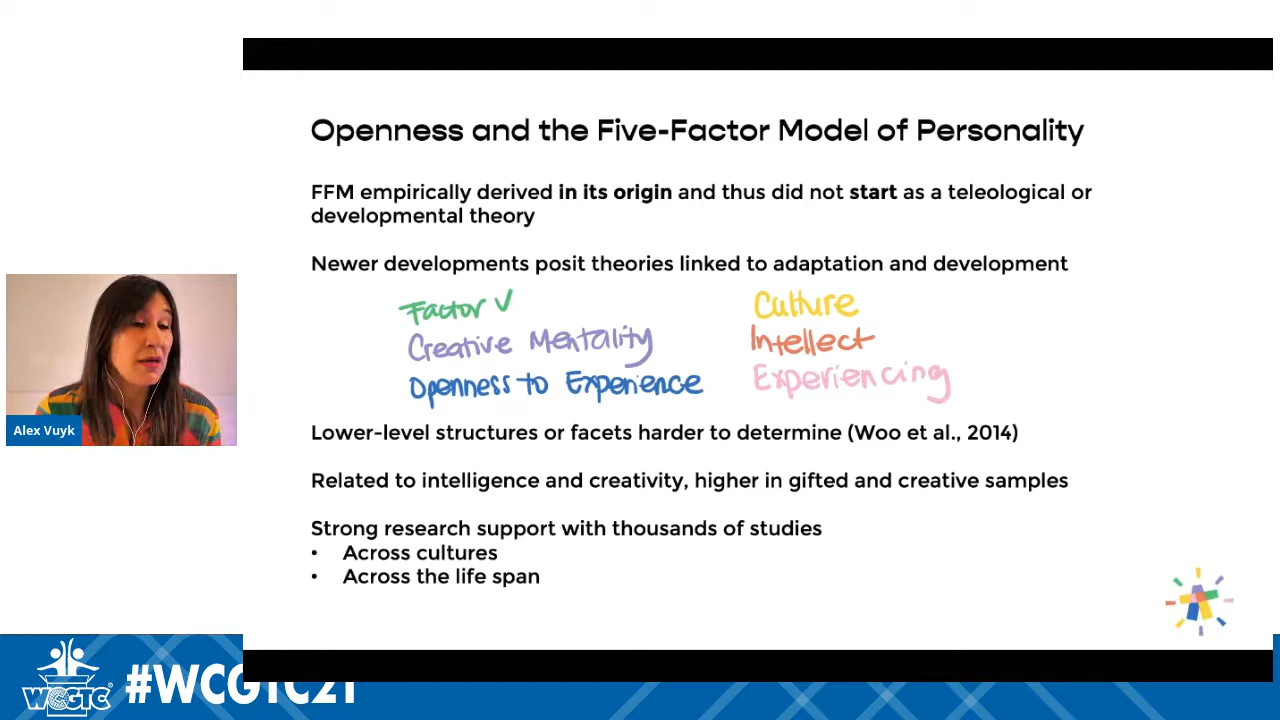 Openness and the Five-Factor Model of Personality
FFM empirically derived in its origin and thus did not start as a teleological or
developmental theory
Newer developments posit theories linked to adaptation and development
Factor ✓
Culture
Creative Mentality
Intellect
Openness to Experience
Experiencing
Lower-level structures or facets harder to determine (Woo et al., 2014)
Related to intelligence and creativity, higher in gifted and creative samples
Strong research support with thousands of studies
• Across cultures
• Across the life span
Alex Vuyk
WCGTC
#WCGTC21